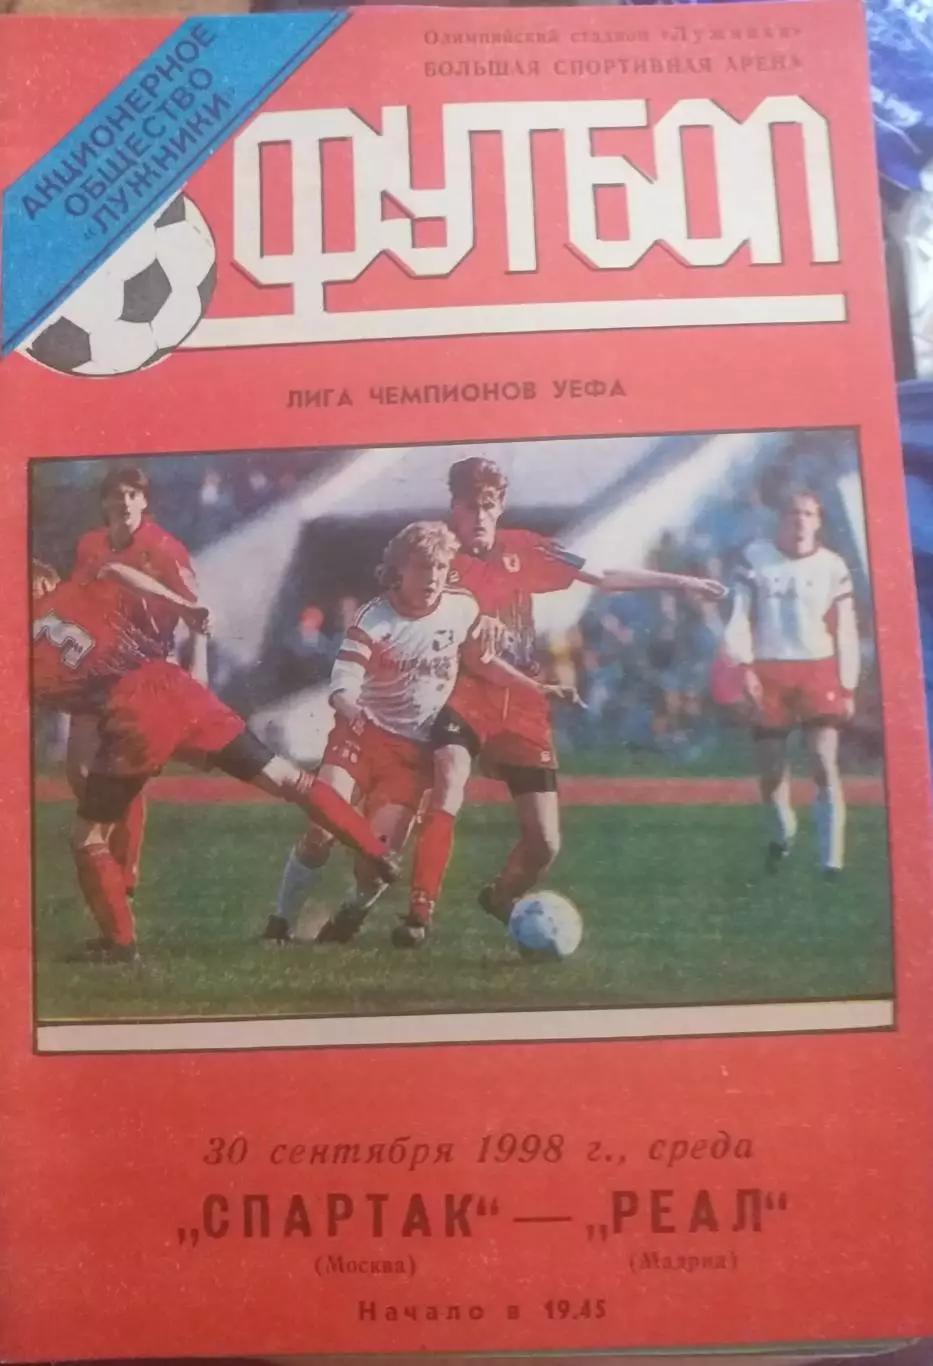 Олимпийский стадион «Лужники»
БОЛЬШАЯ СПОРТИВНАЯ АРЕНА
АКЦИОНЕРНОЕ
ОБЩЕСТВО
«ЛУЖНИКИ»
ФУТБОЛ
ЛИГА ЧЕМПИОНОВ УЕФА
30 сентября 1998 г., среда
„СПАРТАК“ — „РЕАЛ“
(Москва) (Мадрид)
Начало в 19.45